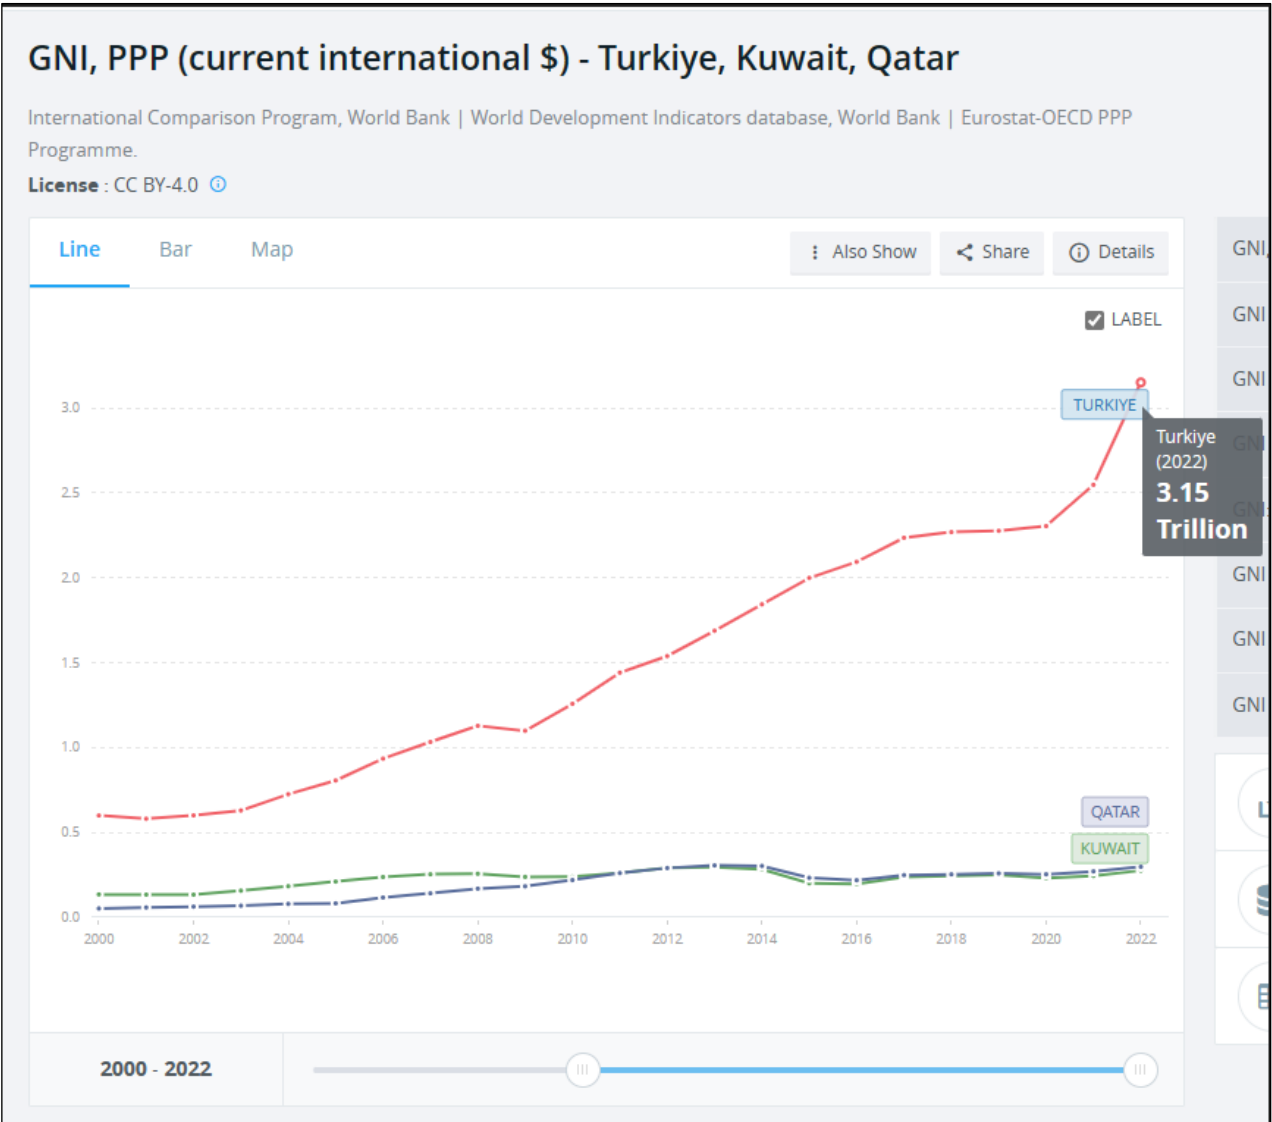 GNI, PPP (current international $) - Turkiye, Kuwait, Qatar
International Comparison Program, World Bank | World Development Indicators database, World Bank | Eurostat-OECD PPP
Programme.
License : CC BY-4.0
Line Bar Map Also Show Share Details
LABEL
3.0
2.5
2.0
1.5
1.0
0.5
0.0
TURKIYE
Turkiye
(2022)
3.15
Trillion
QATAR
KUWAIT
2000 2002 2004 2006 2008 2010 2012 2014 2016 2018 2020 2022
2000 - 2022
GNI,
GNI
GNI
GNI
GNI
GNI
GNI
GNI